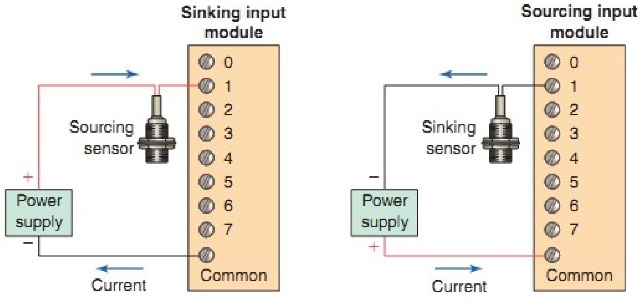 Sinking input
module
0
1
2
3
4
5
6
7
Common
Sourcing
sensor
+
Power
supply
−
Current
Sourcing input
module
0
1
2
3
4
5
6
7
Common
Sinking
sensor
−
Power
supply
+
Current